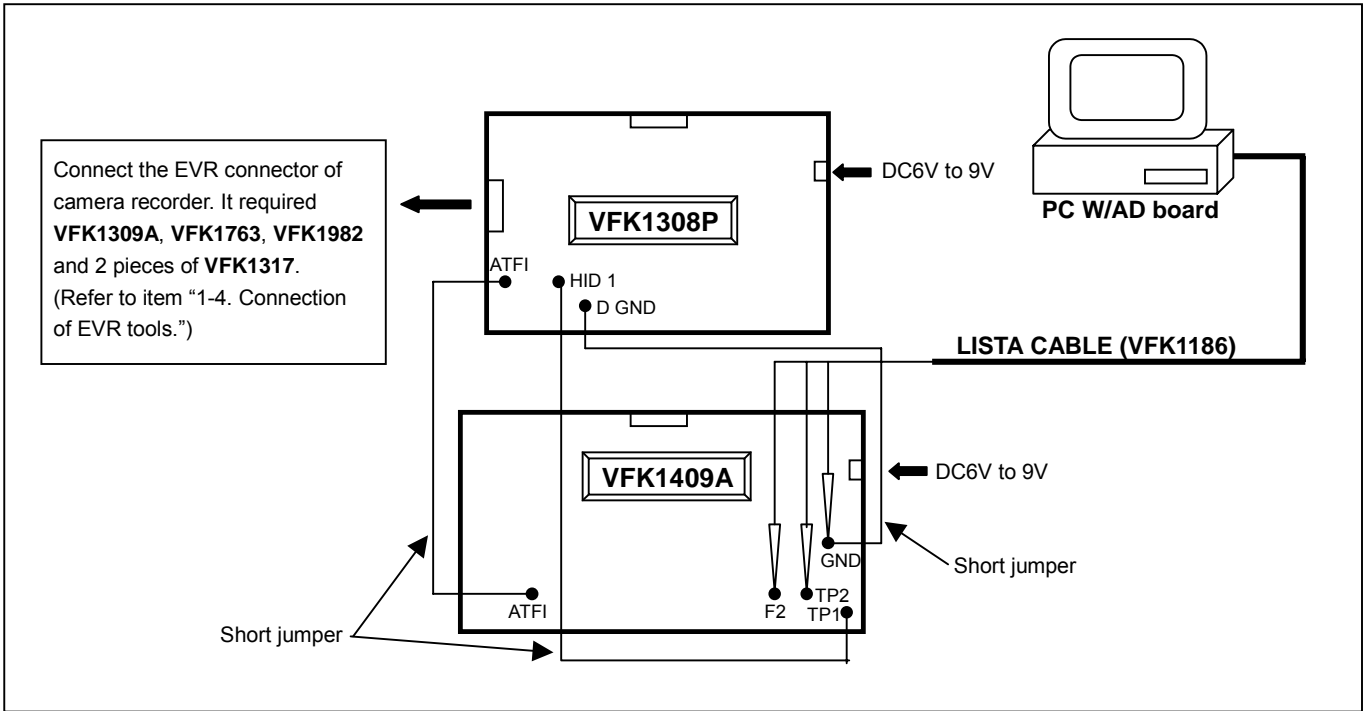 Connect the EVR connector of
camera recorder. It required
VFK1309A, VFK1763, VFK1982
and 2 pieces of VFK1317.
(Refer to item “1-4. Connection
of EVR tools.”)
DC6V to 9V
VFK1308P
PC W/AD board
ATFI
HID 1
D GND
LISTA CABLE (VFK1186)
VFK1409A
DC6V to 9V
GND
Short jumper
ATFI
F2
TP2
TP1
Short jumper